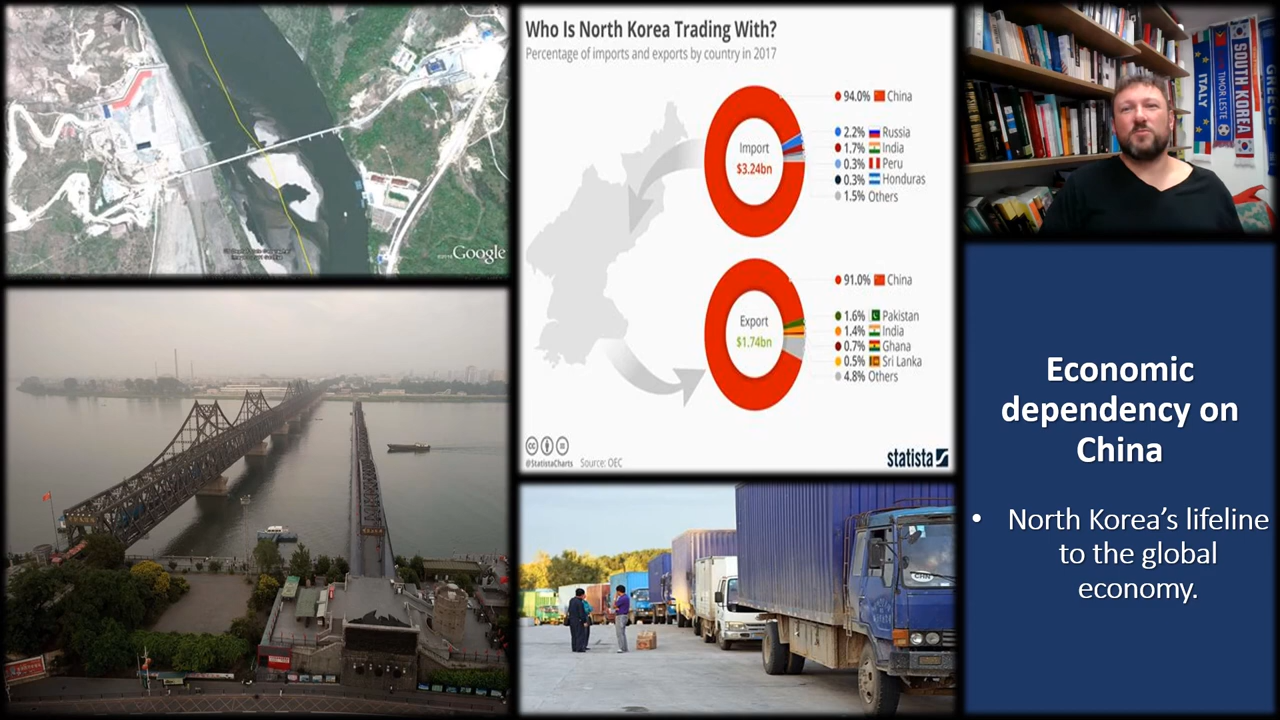 Google
Who Is North Korea Trading With?
Percentage of imports and exports by country in 2017
Import
$3.24bn
94.0% China
2.2% Russia
1.7% India
0.3% Peru
0.3% Honduras
1.5% Others
Export
$1.74bn
91.0% China
1.6% Pakistan
1.4% India
0.7% Ghana
0.5% Sri Lanka
4.8% Others
@StatistaCharts Source: OEC
statista
ITALY
TIMOR LESTE
SOUTH KOREA
Economic
dependency on
China
• North Korea’s lifeline
to the global
economy.
CHN